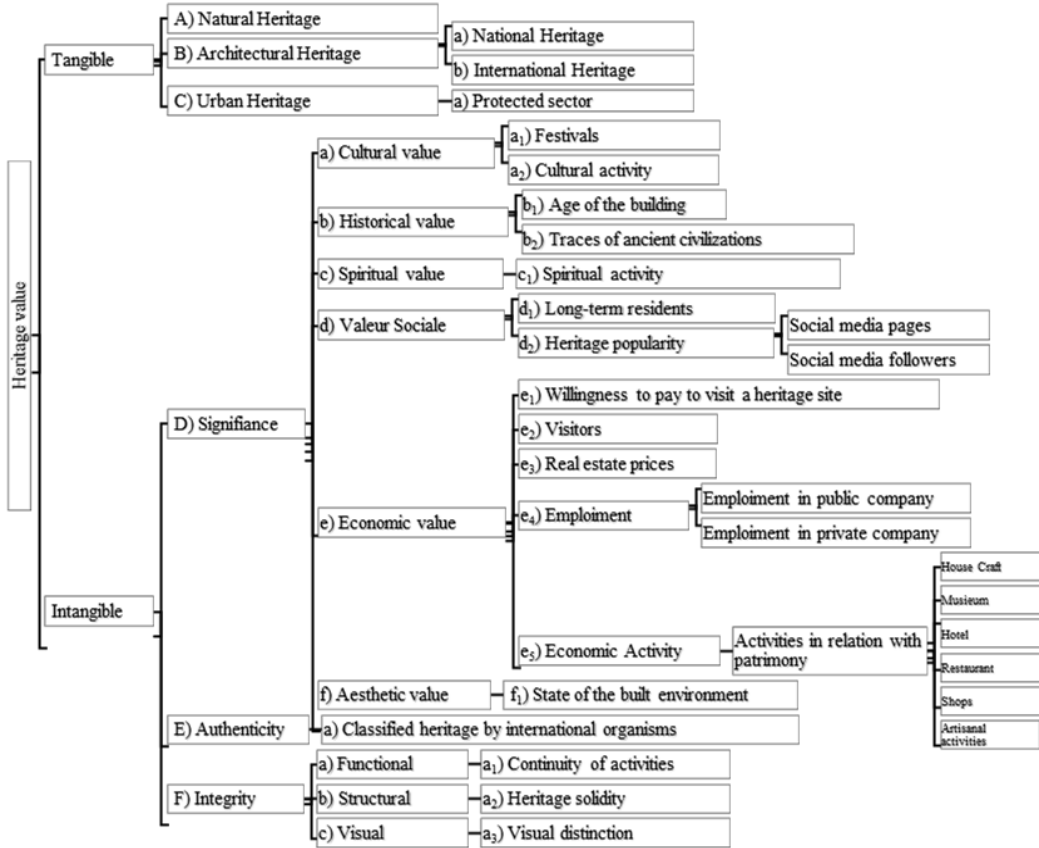 Heritage value
Tangible
A) Natural Heritage
B) Architectural Heritage
a) National Heritage
b) International Heritage
C) Urban Heritage
a) Protected sector
Intangible
D) Signifiance
a) Cultural value
a₁) Festivals
a₂) Cultural activity
b) Historical value
b₁) Age of the building
b₂) Traces of ancient civilizations
c) Spiritual value
c₁) Spiritual activity
d) Valeur Sociale
d₁) Long-term residents
d₂) Heritage popularity
Social media pages
Social media followers
e) Economic value
e₁) Willingness to pay to visit a heritage site
e₂) Visitors
e₃) Real estate prices
e₄) Emploiment
Emploiment in public company
Emploiment in private company
e₅) Economic Activity
Activities in relation with
patrimony
House Craft
Musieum
Hotel
Restaurant
Shops
Artisanal
activities
f) Aesthetic value
f₁) State of the built environment
E) Authenticity
a) Classified heritage by international organisms
F) Integrity
a) Functional
a₁) Continuity of activities
b) Structural
a₂) Heritage solidity
c) Visual
a₃) Visual distinction